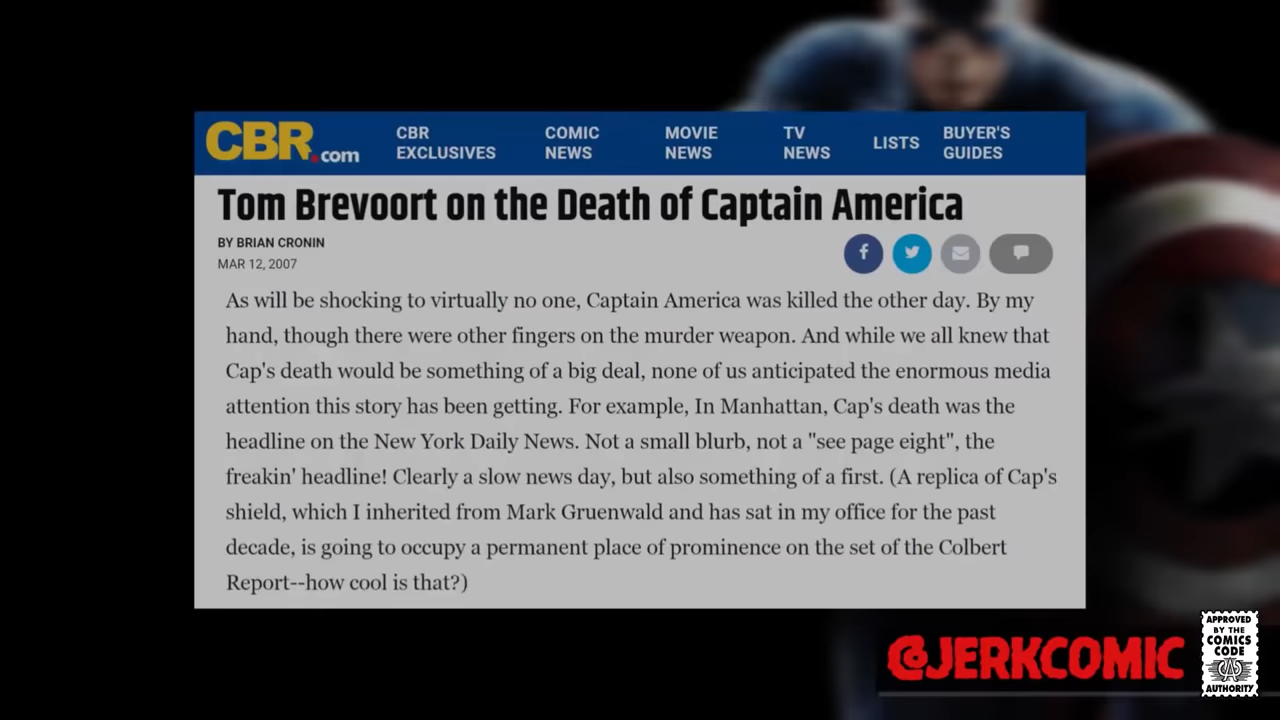 CBR.com
CBR EXCLUSIVES
COMIC NEWS
MOVIE NEWS
TV NEWS
LISTS
BUYER'S GUIDES
Tom Brevoort on the Death of Captain America
BY BRIAN CRONIN
MAR 12, 2007
As will be shocking to virtually no one, Captain America was killed the other day. By my
hand, though there were other fingers on the murder weapon. And while we all knew that
Cap's death would be something of a big deal, none of us anticipated the enormous media
attention this story has been getting. For example, In Manhattan, Cap's death was the
headline on the New York Daily News. Not a small blurb, not a "see page eight", the
freakin' headline! Clearly a slow news day, but also something of a first. (A replica of Cap's
shield, which I inherited from Mark Gruenwald and has sat in my office for the past
decade, is going to occupy a permanent place of prominence on the set of the Colbert
Report--how cool is that?)
@JERKCOMIC
APPROVED
BY THE
COMICS
CODE
AUTHORITY